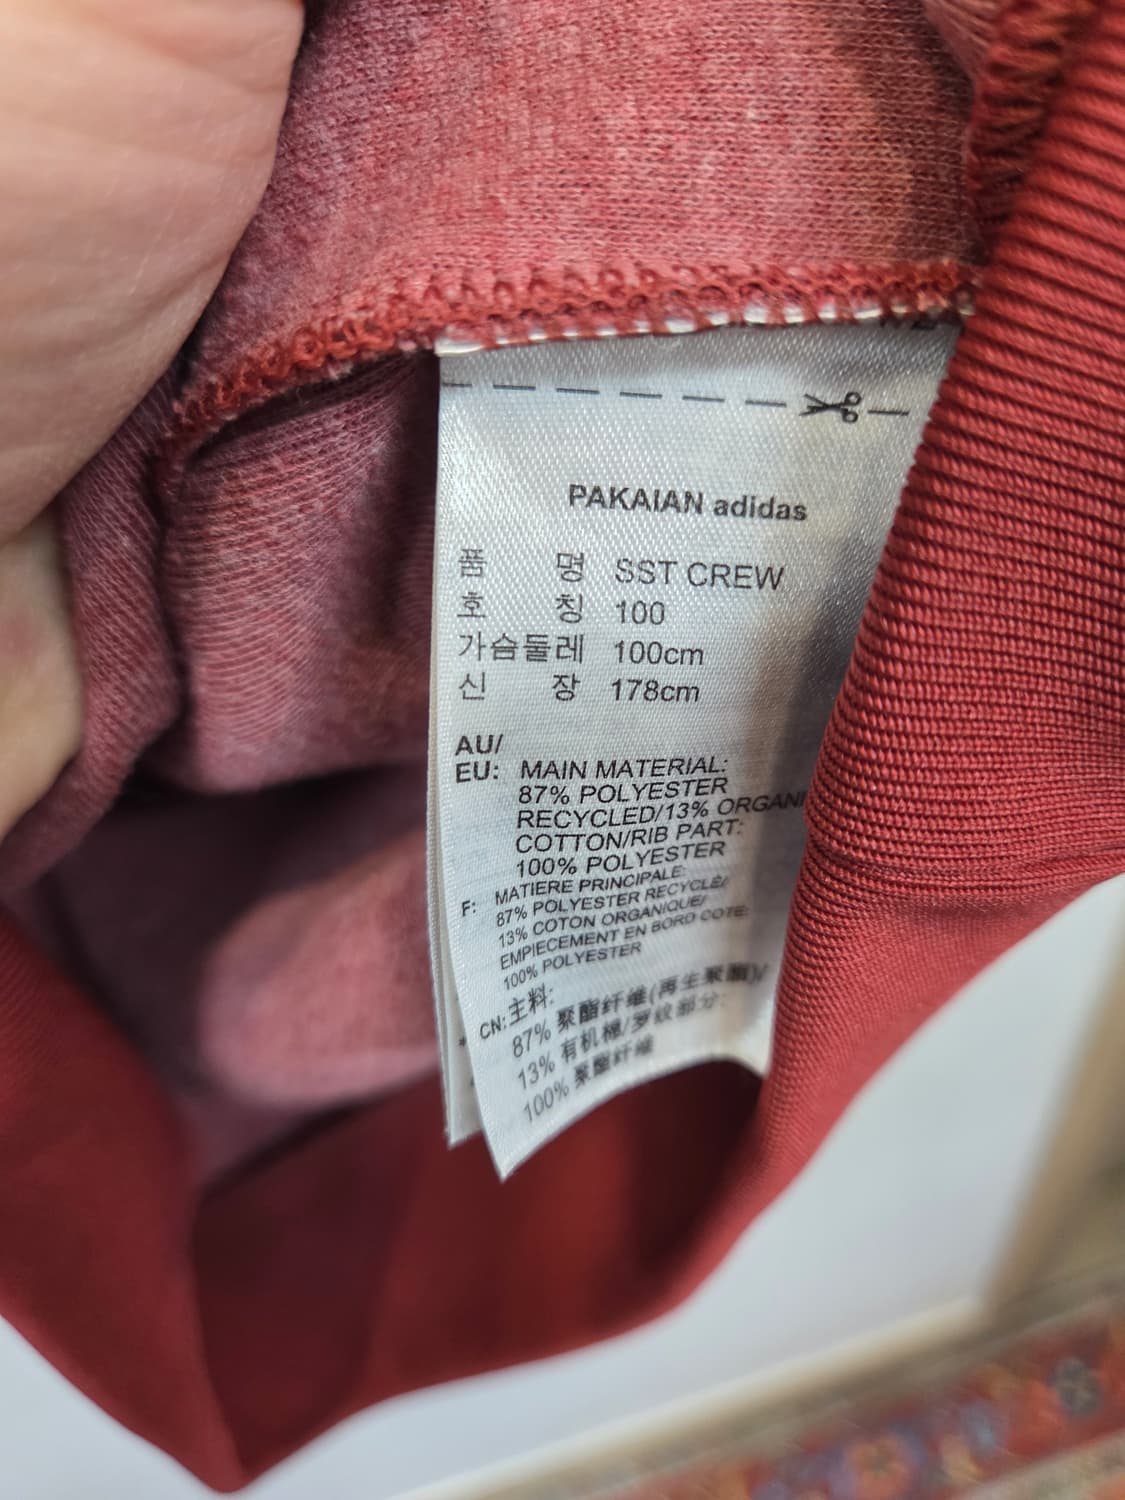 PAKAIAN adidas
품 명 SST CREW
호 칭 100
가슴둘레 100cm
신 장 178cm
AU/
EU: MAIN MATERIAL:
87% POLYESTER
RECYCLED/13% ORGANI
COTTON/RIB PART:
100% POLYESTER
F: MATIERE PRINCIPALE:
87% POLYESTER RECYCLÉ/
13% COTON ORGANIQUE/
EMPIECEMENT EN BORD COTE:
100% POLYESTER
CN: 主料:
87% 聚酯纤维(再生聚酯)/
13% 有机棉/罗纹部分:
100% 聚酯纤维